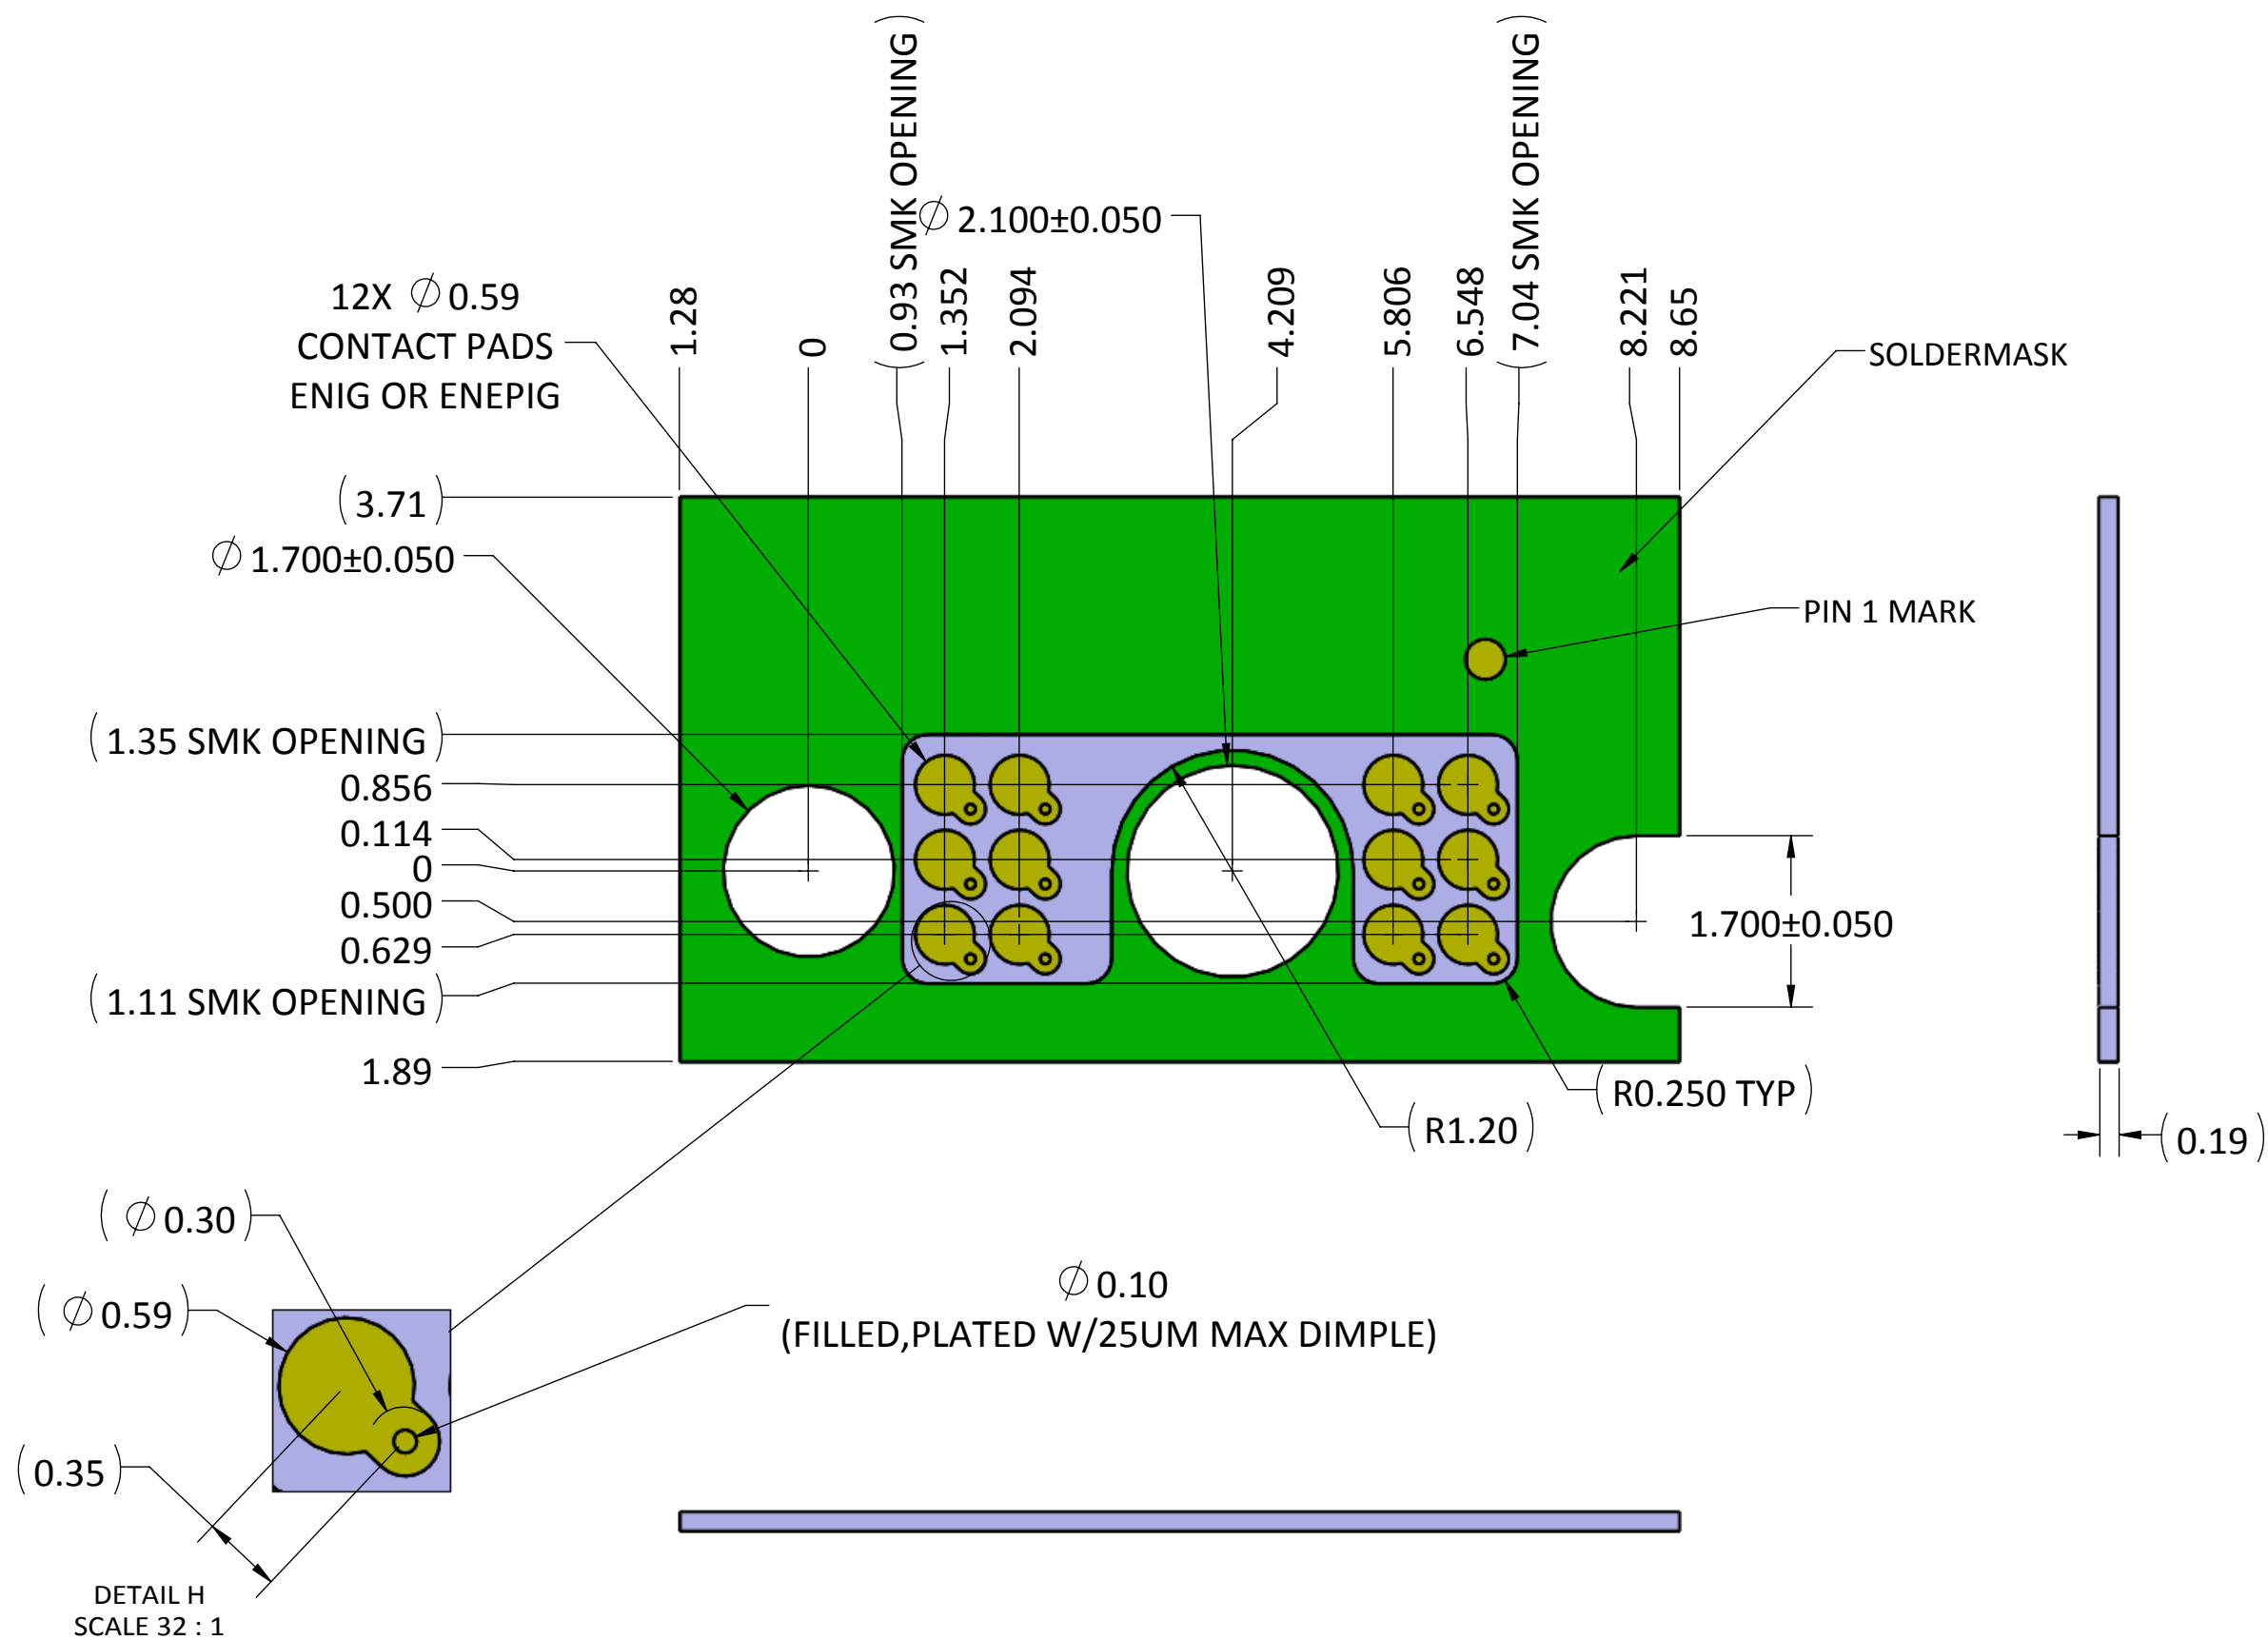 (0.93 SMK OPENING)
(7.04 SMK OPENING)
⌀ 2.100±0.050
12X ⌀ 0.59
CONTACT PADS
ENIG OR ENEPIG
1.28
0
1.352
2.094
4.209
5.806
6.548
8.221
8.65
SOLDERMASK
(3.71)
⌀ 1.700±0.050
PIN 1 MARK
(1.35 SMK OPENING)
0.856
0.114
0
0.500
0.629
(1.11 SMK OPENING)
1.89
1.700±0.050
(R0.250 TYP)
(R1.20)
(0.19)
(⌀ 0.30)
(⌀ 0.59)
⌀ 0.10
(FILLED,PLATED W/25UM MAX DIMPLE)
(0.35)
DETAIL H
SCALE 32 : 1